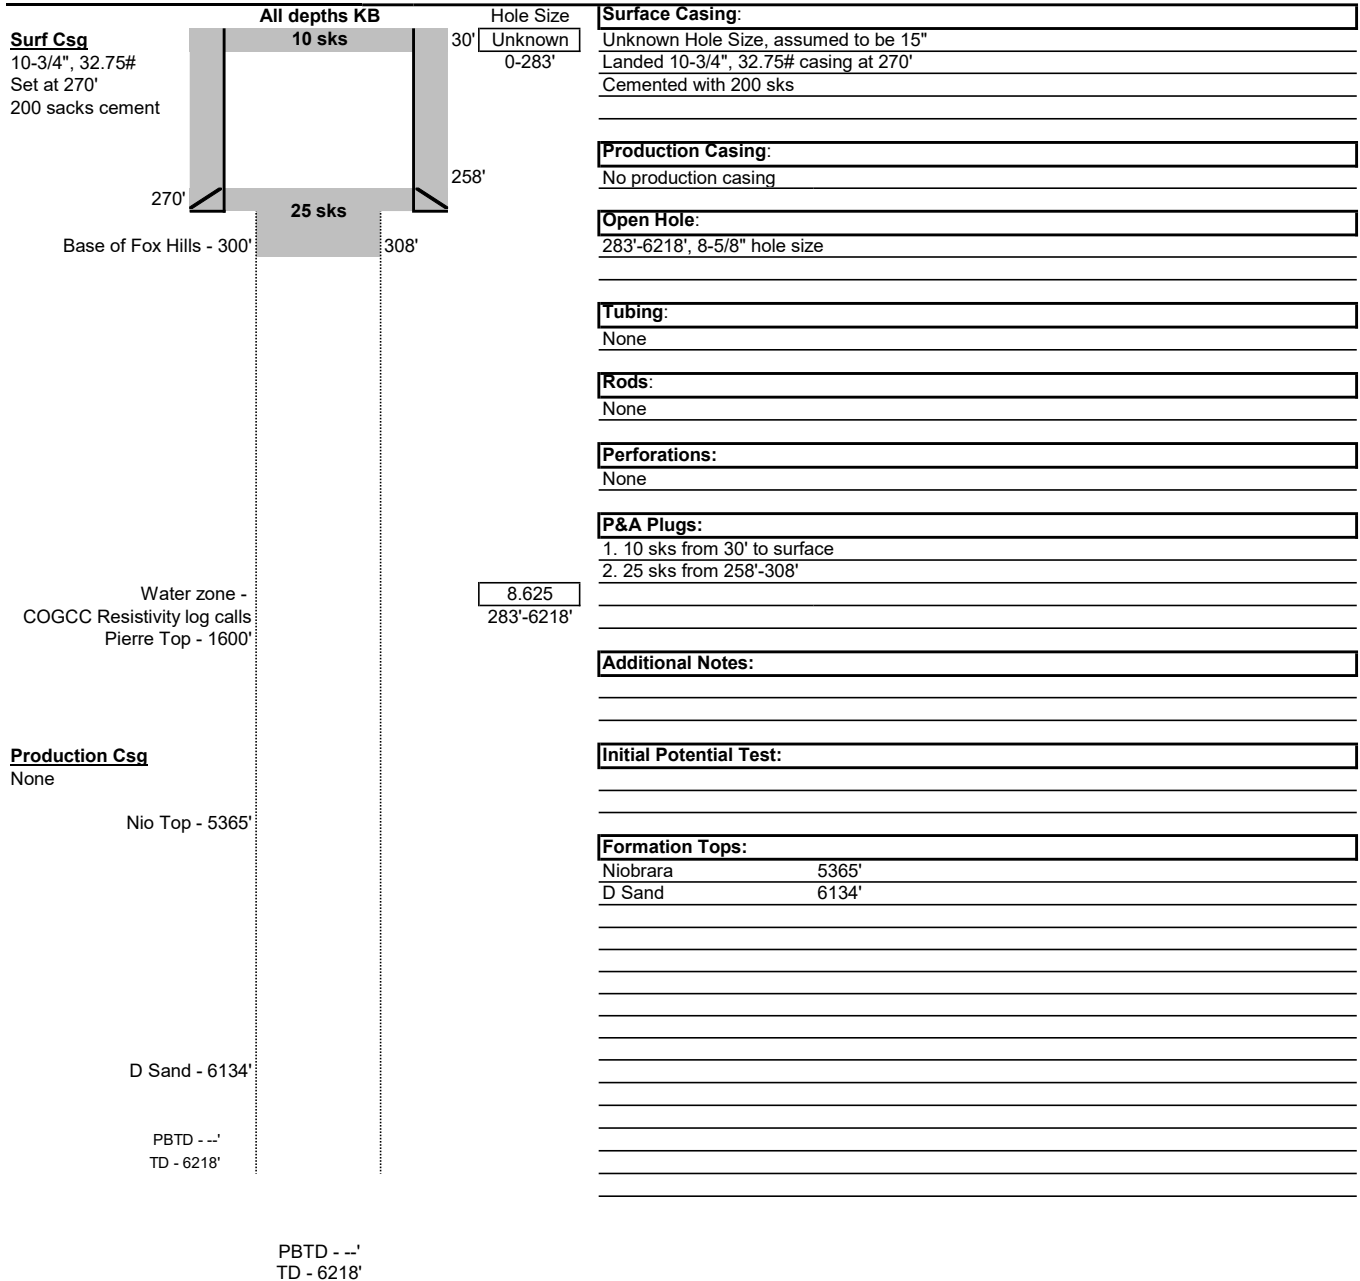 All depths KB
Hole Size
Surf Csg
10 sks
30'
Unknown
10-3/4", 32.75#
0-283'
Set at 270'
200 sacks cement
258'
270'
25 sks
Base of Fox Hills - 300'
308'
Water zone -
8.625
COGCC Resistivity log calls
283'-6218'
Pierre Top - 1600'
Production Csg
None
Nio Top - 5365'
D Sand - 6134'
PBTD - --'
TD - 6218'
PBTD - --'
TD - 6218'
Surface Casing:
Unknown Hole Size, assumed to be 15"
Landed 10-3/4", 32.75# casing at 270'
Cemented with 200 sks
Production Casing:
No production casing
Open Hole:
283'-6218', 8-5/8" hole size
Tubing:
None
Rods:
None
Perforations:
None
P&A Plugs:
1. 10 sks from 30' to surface
2. 25 sks from 258'-308'
Additional Notes:
Initial Potential Test:
Formation Tops:
Niobrara 5365'
D Sand 6134'